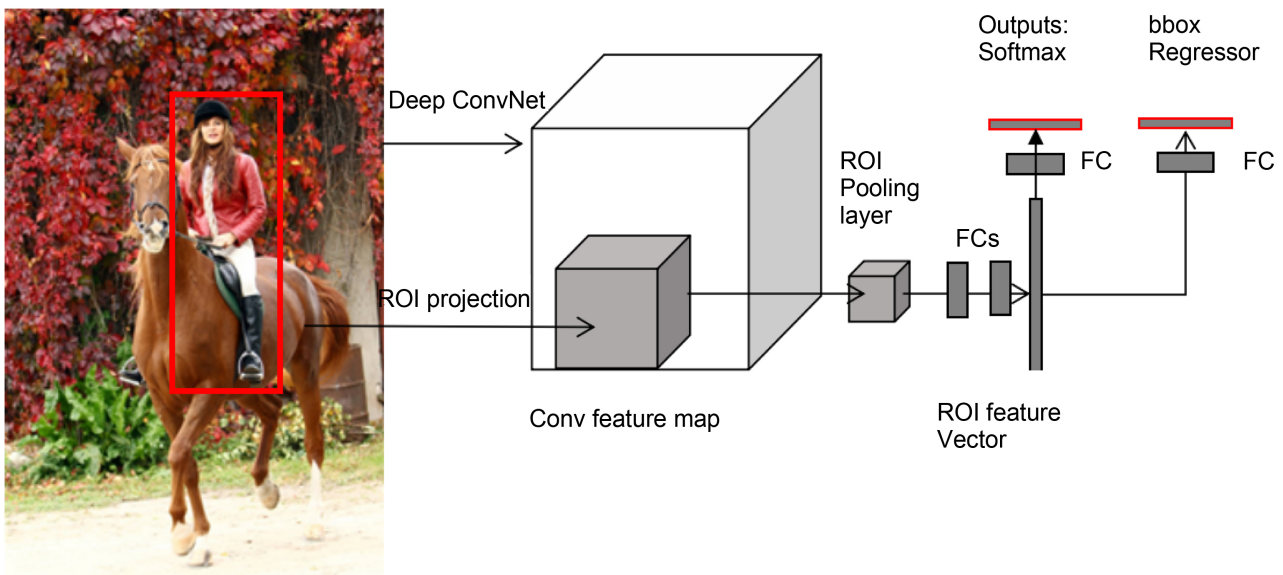 Outputs:
Softmax
bbox
Regressor
Deep ConvNet
ROI
Pooling
layer
FC
FC
FCs
ROI projection
Conv feature map
ROI feature
Vector